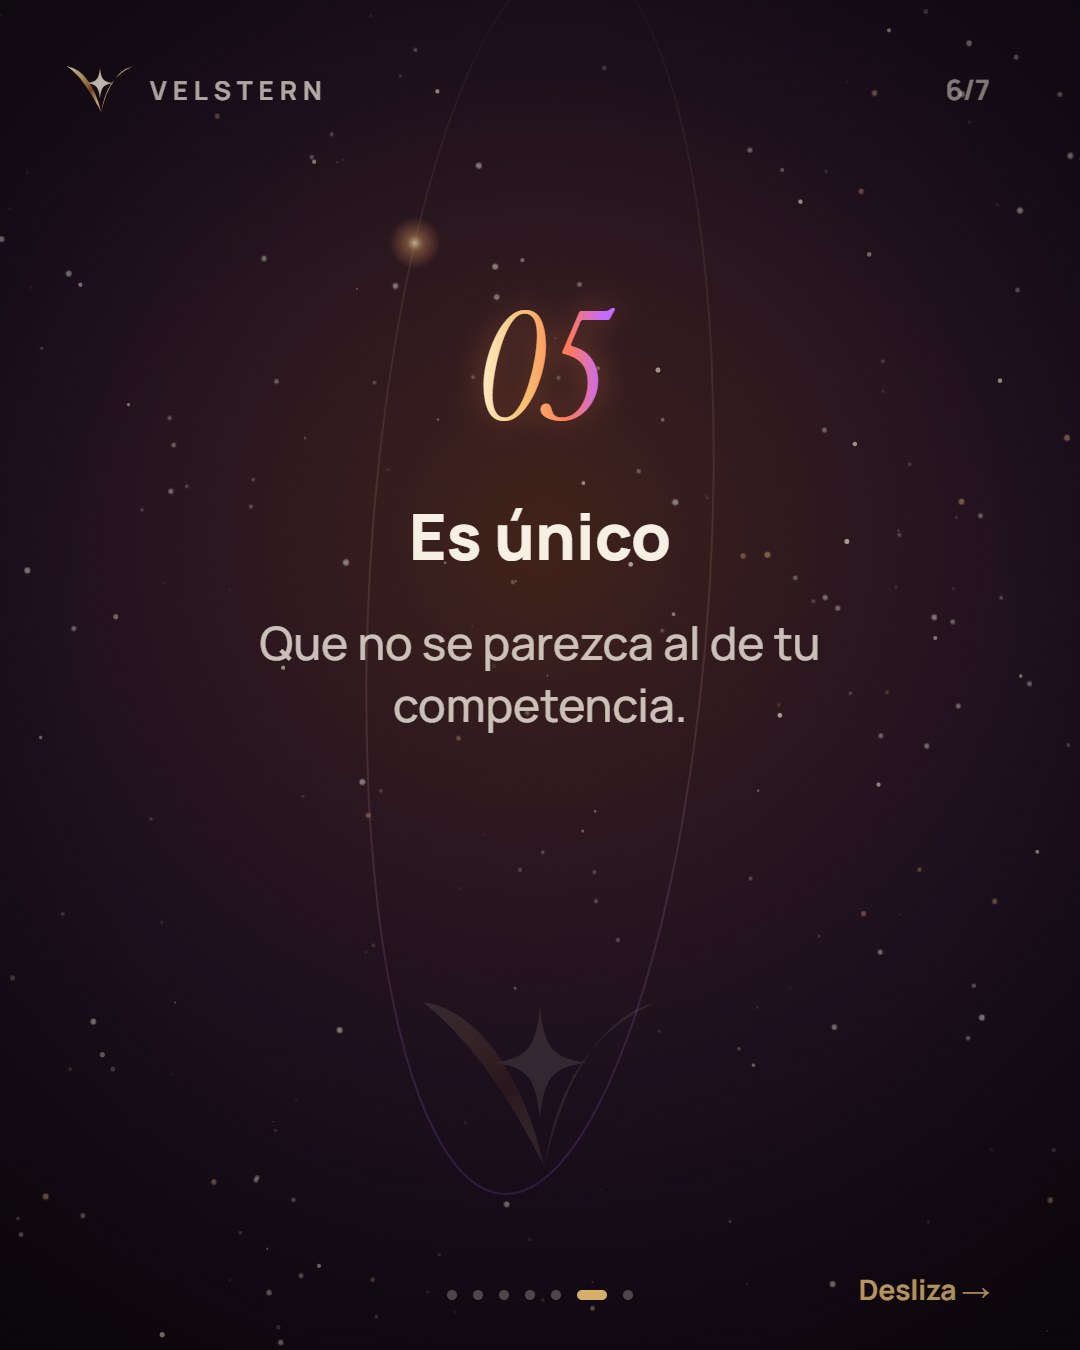 VELSTERN
6/7
05
Es único
Que no se parezca al de tu
competencia.
Desliza →